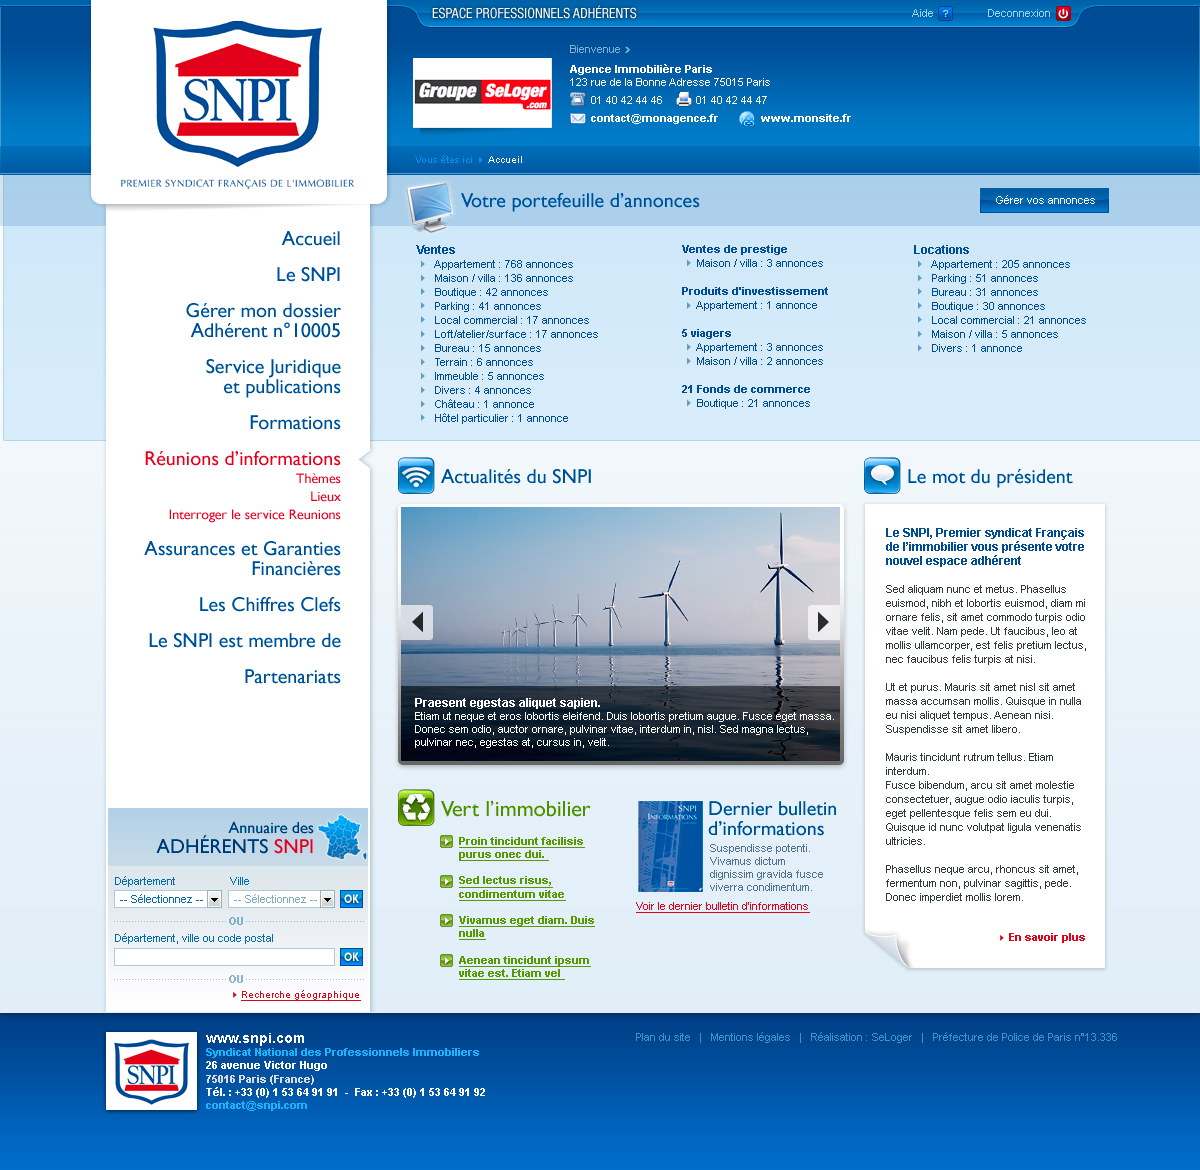 ESPACE PROFESSIONNELS ADHÉRENTS
Aide ?
Deconnexion
SNPI
PREMIER SYNDICAT FRANÇAIS DE L'IMMOBILIER
Groupe SeLoger
.com
Bienvenue
Agence Immobilière Paris
123 rue de la Bonne Adresse 75015 Paris
01 40 42 44 46 01 40 42 44 47
contact@monagence.fr www.monsite.fr
Vous êtes ici Accueil
Accueil
Le SNPI
Gérer mon dossier
Adhérent n°10005
Service Juridique
et publications
Formations
Réunions d'informations
Thèmes
Lieux
Interroger le service Reunions
Assurances et Garanties
Financières
Les Chiffres Clefs
Le SNPI est membre de
Partenariats
Votre portefeuille d'annonces
Gérer vos annonces
Ventes
Appartement : 768 annonces
Maison / villa : 136 annonces
Boutique : 42 annonces
Parking : 41 annonces
Local commercial : 17 annonces
Loft/atelier/surface : 17 annonces
Bureau : 15 annonces
Terrain : 6 annonces
Immeuble : 5 annonces
Divers : 4 annonces
Château : 1 annonce
Hôtel particulier : 1 annonce
Ventes de prestige
Maison / villa : 3 annonces
Produits d'investissement
Appartement : 1 annonce
5 viagers
Appartement : 3 annonces
Maison / villa : 2 annonces
21 Fonds de commerce
Boutique : 21 annonces
Locations
Appartement : 205 annonces
Parking : 51 annonces
Bureau : 31 annonces
Boutique : 30 annonces
Local commercial : 21 annonces
Maison / villa : 5 annonces
Divers : 1 annonce
Actualités du SNPI
Praesent egestas aliquet sapien.
Etiam ut neque et eros lobortis eleifend. Duis lobortis pretium augue. Fusce eget massa.
Donec sem odio, auctor ornare, pulvinar vitae, interdum in, nisl. Sed magna lectus,
pulvinar nec, egestas at, cursus in, velit.
Le mot du président
Le SNPI, Premier syndicat Français
de l'immobilier vous présente votre
nouvel espace adhérent
Sed aliquam nunc et metus. Phasellus
euismod, nibh et lobortis euismod, diam mi
ornare felis, sit amet commodo turpis odio
vitae velit. Nam pede. Ut faucibus, leo at
mollis ullamcorper, est felis pretium lectus,
nec faucibus felis turpis at nisi.
Ut et purus. Mauris sit amet nisl sit amet
massa accumsan mollis. Quisque in nulla
eu nisi aliquet tempus. Aenean nisi.
Suspendisse sit amet libero.
Mauris tincidunt rutrum tellus. Etiam
interdum.
Fusce bibendum, arcu sit amet molestie
consectetuer, augue odio iaculis turpis,
eget pellentesque felis sem eu dui.
Quisque id nunc volutpat ligula venenatis
ultricies.
Phasellus neque arcu, rhoncus sit amet,
fermentum non, pulvinar sagittis, pede.
Donec imperdiet mollis lorem.
En savoir plus
Vert l'immobilier
Proin tincidunt facilisis
purus onec dui.
Sed lectus risus,
condimentum vitae
Vivamus eget diam. Duis
nulla
Aenean tincidunt ipsum
vitae est. Etiam vel
SNPI
INFORMATIONS
Dernier bulletin
d'informations
Suspendisse potenti.
Vivamus dictum
dignissim gravida fusce
viverra condimentum.
Voir le dernier bulletin d'informations
Annuaire des
ADHÉRENTS SNPI
Département Ville
-- Sélectionnez -- -- Sélectionnez -- OK
OU
Département, ville ou code postal
OK
OU
Recherche géographique
SNPI
www.snpi.com
Syndicat National des Professionnels Immobiliers
26 avenue Victor Hugo
75016 Paris (France)
Tél. : +33 (0) 1 53 64 91 91 - Fax : +33 (0) 1 53 64 91 92
contact@snpi.com
Plan du site | Mentions légales | Réalisation : SeLoger | Préfecture de Police de Paris n°13.336